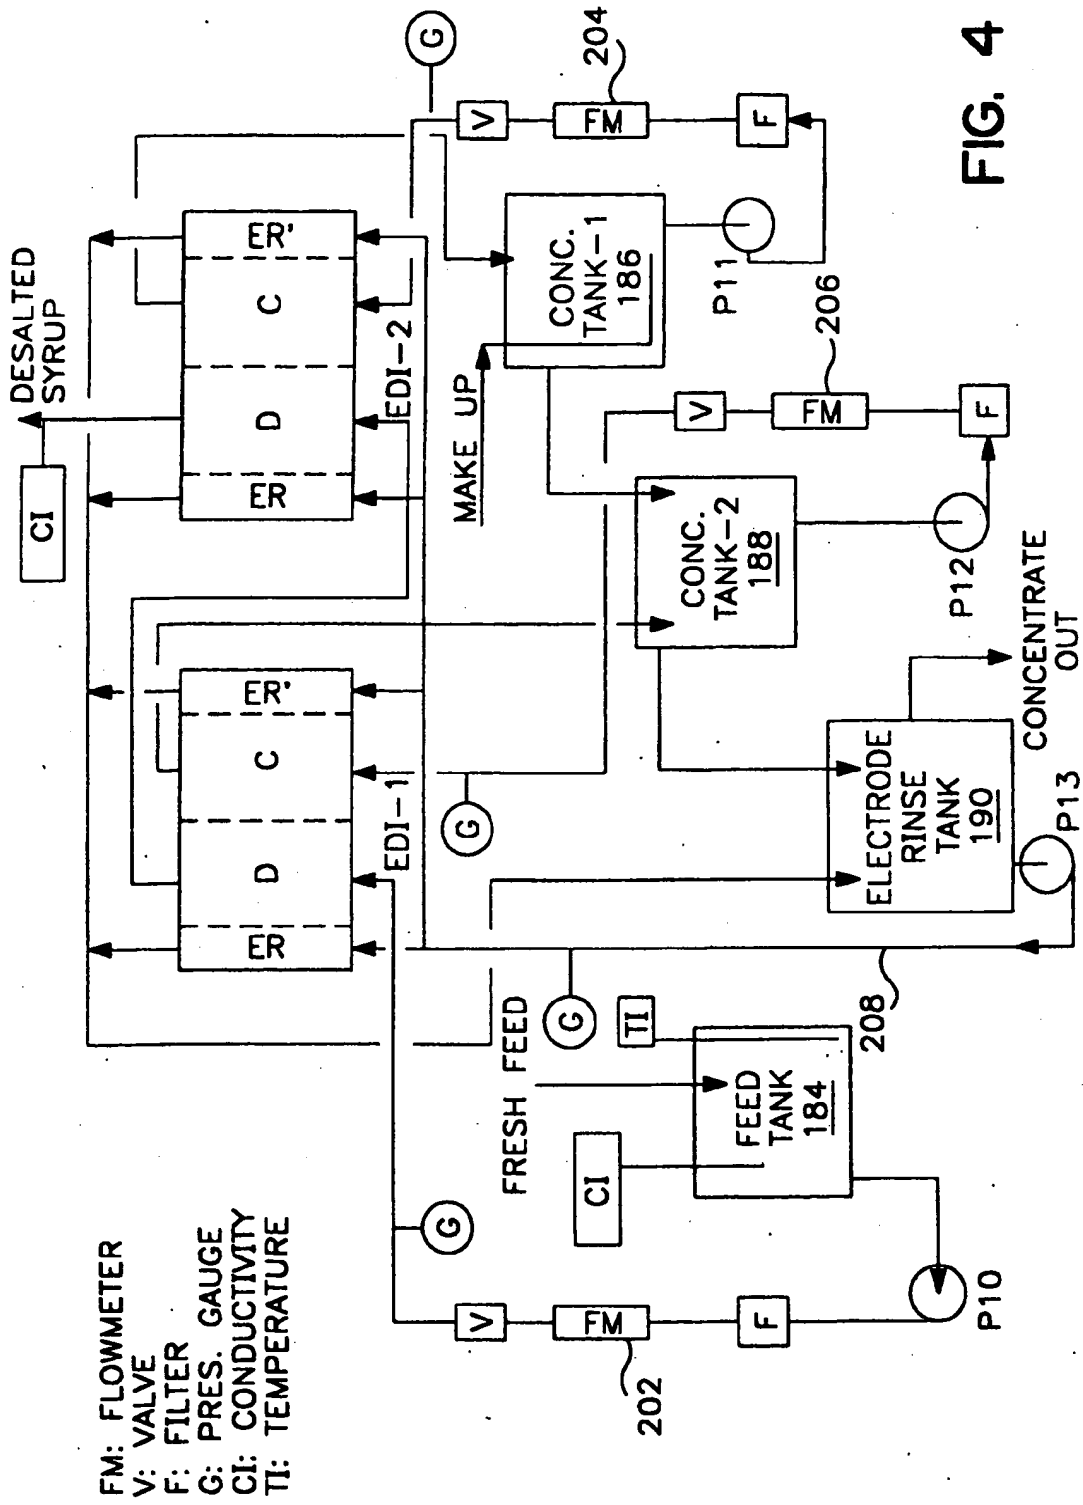 FM: FLOWMETER
V: VALVE
F: FILTER
G: PRES. GAUGE
CI: CONDUCTIVITY
TI: TEMPERATURE
CI
DESALTED
SYRUP
ER
D
C
ER'
EDI-1
ER
D
C
ER'
EDI-2
G
G
G
G
V
FM
202
F
P10
FRESH FEED
CI
TI
FEED
TANK
184
208
ELECTRODE
RINSE
TANK
190
P13
CONCENTRATE
OUT
CONC.
TANK-2
188
P12
F
FM
206
V
MAKE UP
CONC.
TANK-1
186
P11
F
FM
204
V
FIG. 4